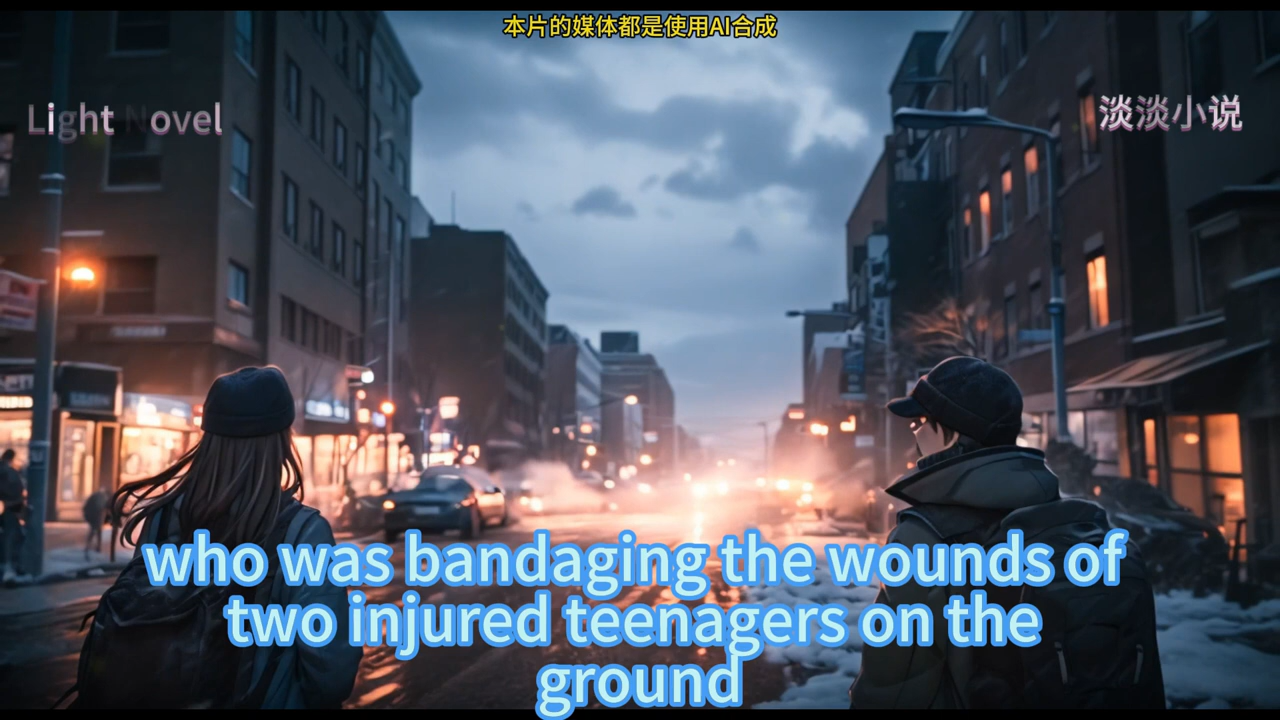 本片的媒体都是使用AI合成
Light Novel
淡淡小说
who was bandaging the wounds of
two injured teenagers on the
ground